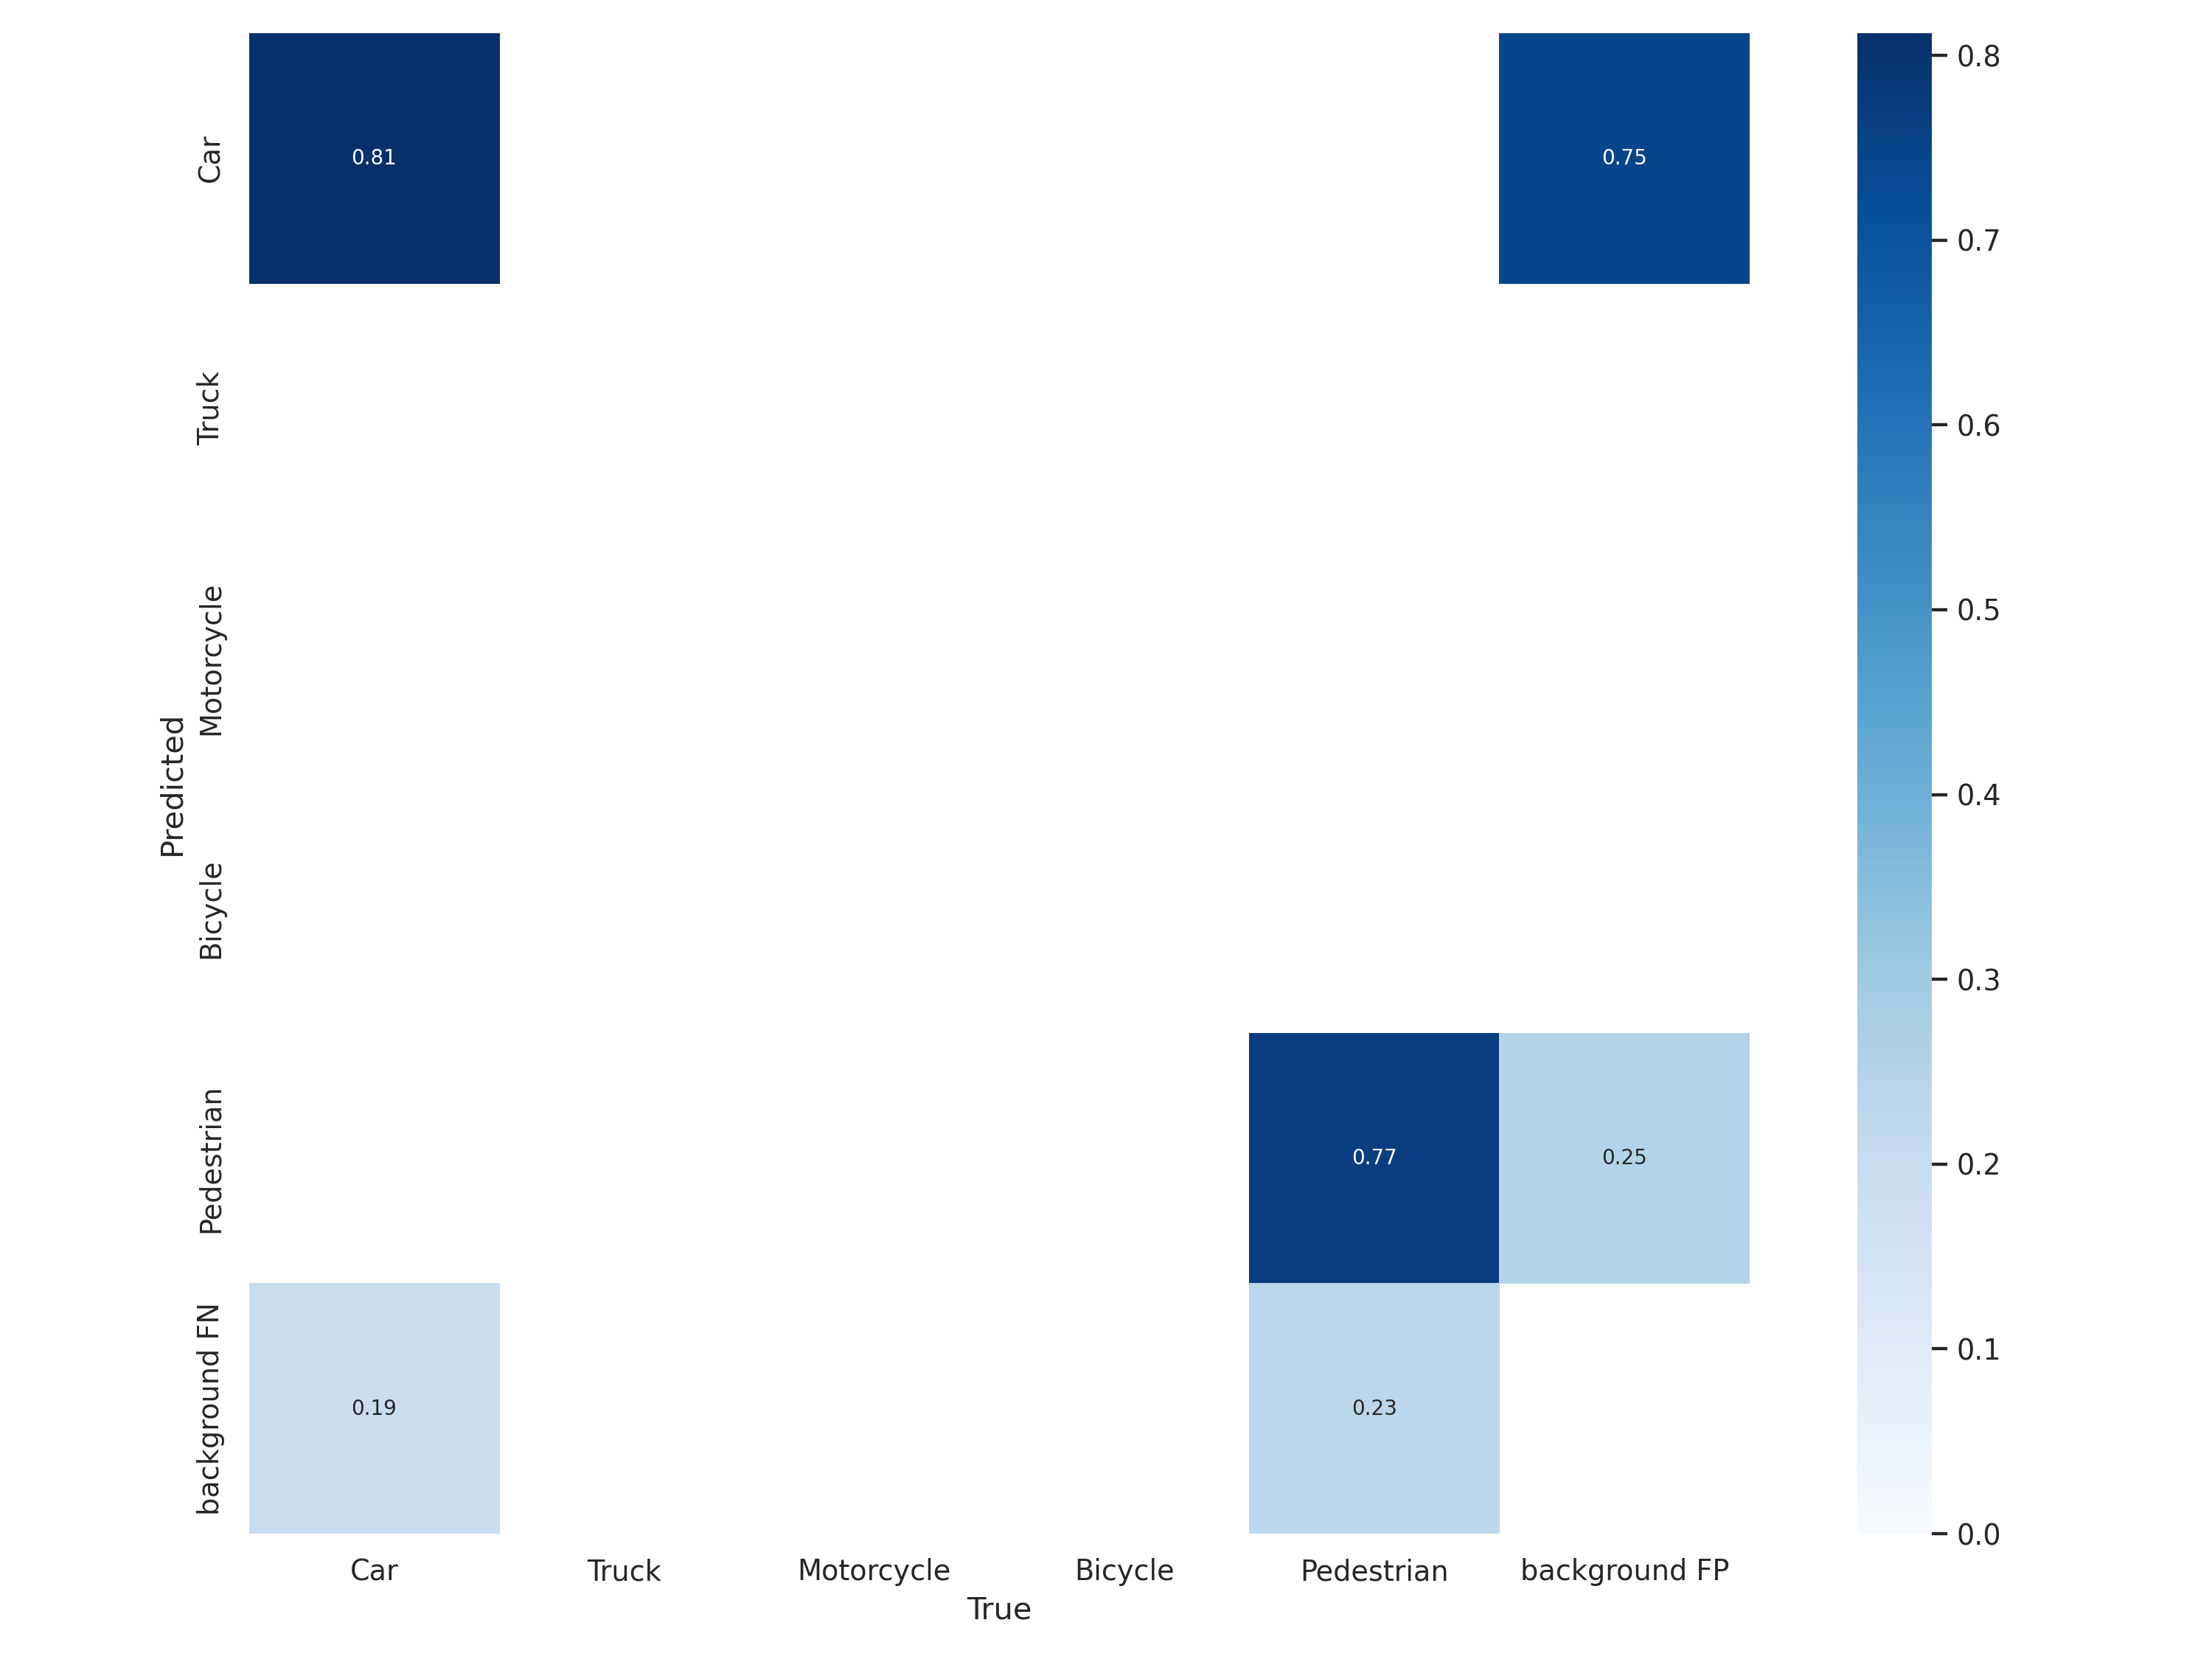 Predicted
Car
Truck
Motorcycle
Bicycle
Pedestrian
background FN
0.81
0.75
0.77
0.25
0.19
0.23
Car
Truck
Motorcycle
Bicycle
Pedestrian
background FP
True
0.8
0.7
0.6
0.5
0.4
0.3
0.2
0.1
0.0